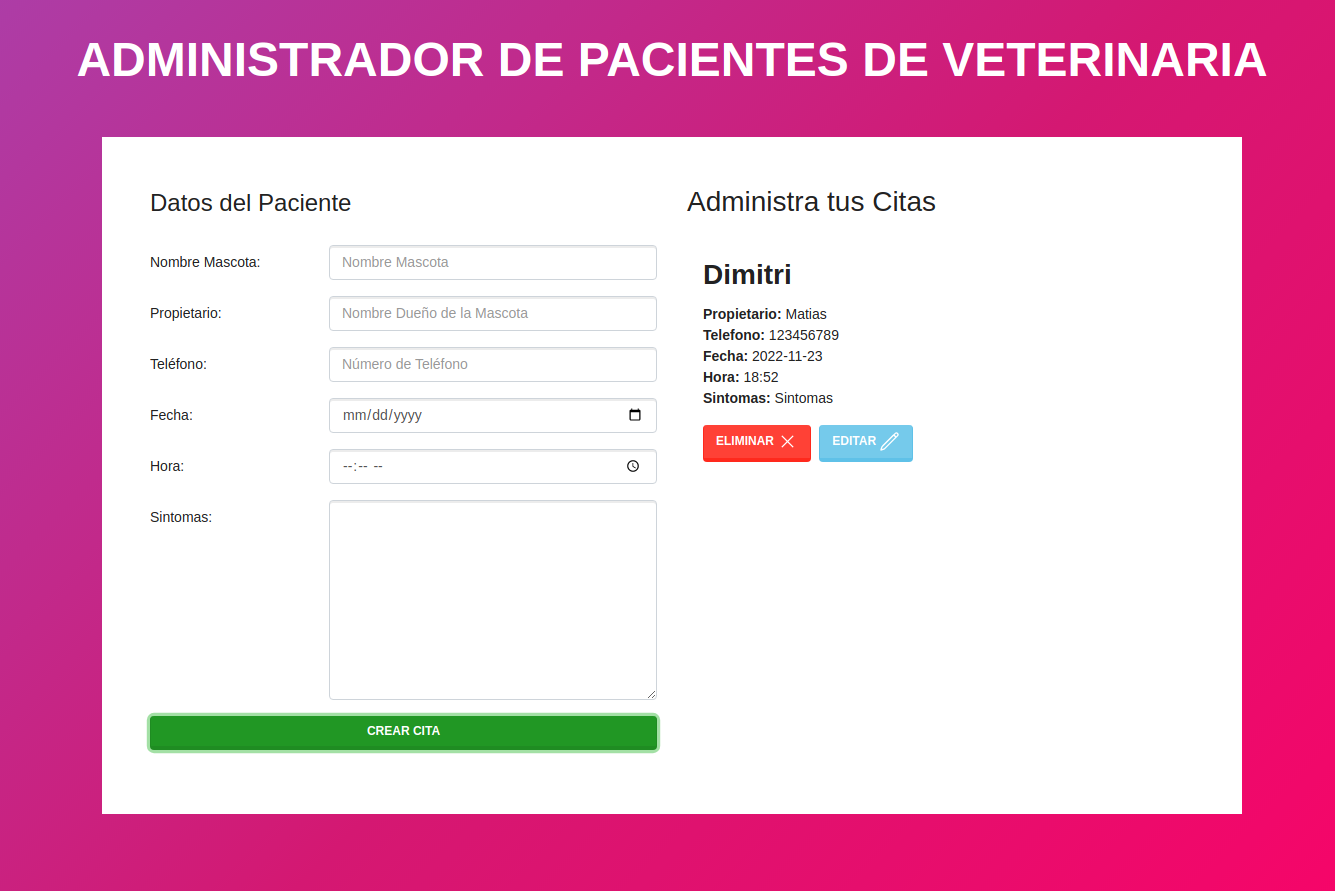 ADMINISTRADOR DE PACIENTES DE VETERINARIA
Datos del Paciente
Nombre Mascota:
Nombre Mascota
Propietario:
Nombre Dueño de la Mascota
Teléfono:
Número de Teléfono
Fecha:
mm/dd/yyyy
Hora:
--:-- --
Sintomas:
CREAR CITA
Administra tus Citas
Dimitri
Propietario: Matias
Telefono: 123456789
Fecha: 2022-11-23
Hora: 18:52
Sintomas: Sintomas
ELIMINAR
EDITAR